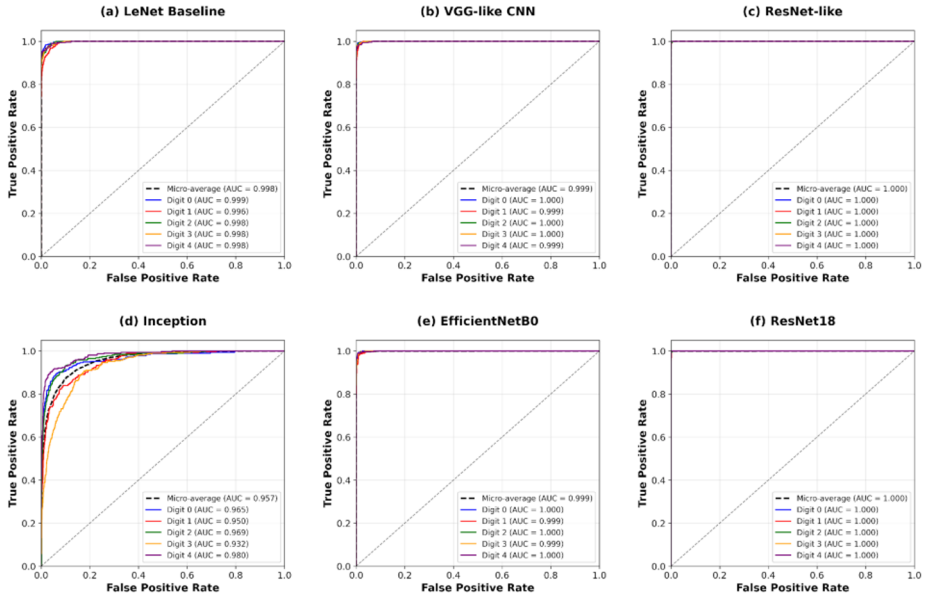 (a) LeNet Baseline
(b) VGG-like CNN
(c) ResNet-like
True Positive Rate
1.0
0.8
0.6
0.4
0.2
0.0
Micro-average (AUC = 0.998)
Digit 0 (AUC = 0.999)
Digit 1 (AUC = 0.996)
Digit 2 (AUC = 0.998)
Digit 3 (AUC = 0.998)
Digit 4 (AUC = 0.998)
0.0 0.2 0.4 0.6 0.8 1.0
False Positive Rate
True Positive Rate
1.0
0.8
0.6
0.4
0.2
0.0
Micro-average (AUC = 0.999)
Digit 0 (AUC = 1.000)
Digit 1 (AUC = 0.999)
Digit 2 (AUC = 1.000)
Digit 3 (AUC = 1.000)
Digit 4 (AUC = 0.999)
0.0 0.2 0.4 0.6 0.8 1.0
False Positive Rate
True Positive Rate
1.0
0.8
0.6
0.4
0.2
0.0
Micro-average (AUC = 1.000)
Digit 0 (AUC = 1.000)
Digit 1 (AUC = 1.000)
Digit 2 (AUC = 1.000)
Digit 3 (AUC = 1.000)
Digit 4 (AUC = 1.000)
0.0 0.2 0.4 0.6 0.8 1.0
False Positive Rate
(d) Inception
(e) EfficientNetB0
(f) ResNet18
True Positive Rate
1.0
0.8
0.6
0.4
0.2
0.0
Micro-average (AUC = 0.957)
Digit 0 (AUC = 0.965)
Digit 1 (AUC = 0.950)
Digit 2 (AUC = 0.969)
Digit 3 (AUC = 0.932)
Digit 4 (AUC = 0.980)
0.0 0.2 0.4 0.6 0.8 1.0
False Positive Rate
True Positive Rate
1.0
0.8
0.6
0.4
0.2
0.0
Micro-average (AUC = 0.999)
Digit 0 (AUC = 1.000)
Digit 1 (AUC = 0.999)
Digit 2 (AUC = 1.000)
Digit 3 (AUC = 0.999)
Digit 4 (AUC = 1.000)
0.0 0.2 0.4 0.6 0.8 1.0
False Positive Rate
True Positive Rate
1.0
0.8
0.6
0.4
0.2
0.0
Micro-average (AUC = 1.000)
Digit 0 (AUC = 1.000)
Digit 1 (AUC = 1.000)
Digit 2 (AUC = 1.000)
Digit 3 (AUC = 1.000)
Digit 4 (AUC = 1.000)
0.0 0.2 0.4 0.6 0.8 1.0
False Positive Rate